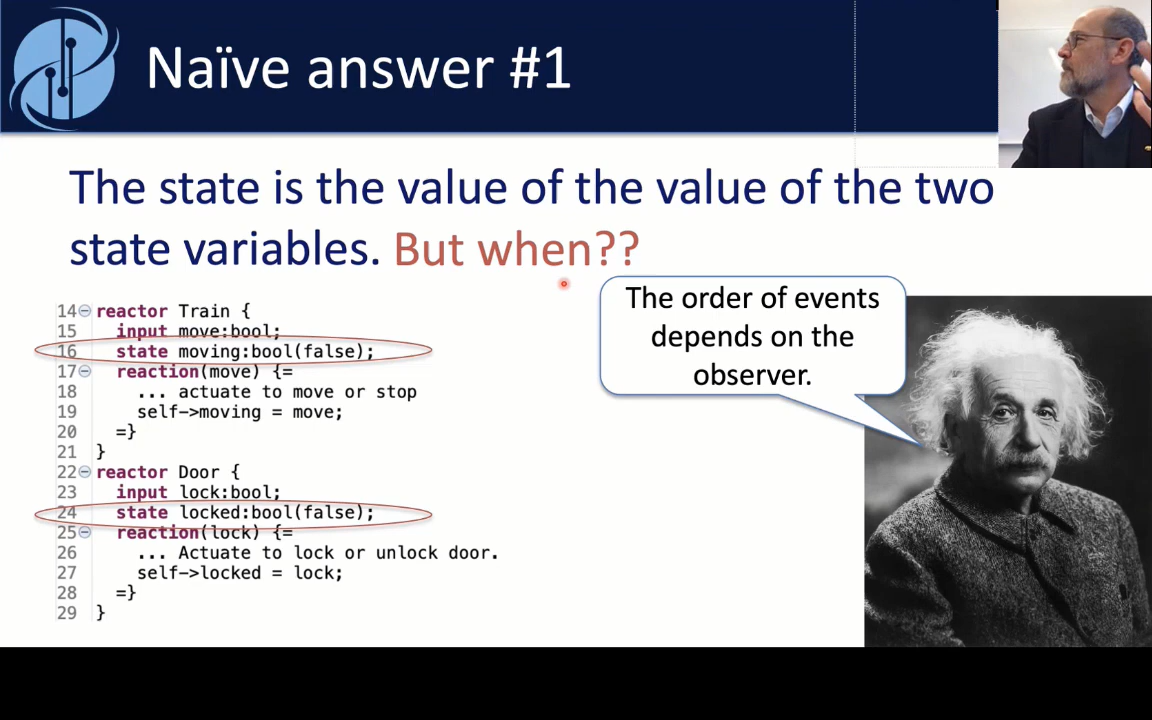 Naïve answer #1
The state is the value of the value of the two
state variables. But when??
The order of events
depends on the
observer.
14 reactor Train {
15 input move:bool;
16 state moving:bool(false);
17 reaction(move) {=
18 ... actuate to move or stop
19 self->moving = move;
20 =}
21 }
22 reactor Door {
23 input lock:bool;
24 state locked:bool(false);
25 reaction(lock) {=
26 ... Actuate to lock or unlock door.
27 self->locked = lock;
28 =}
29 }